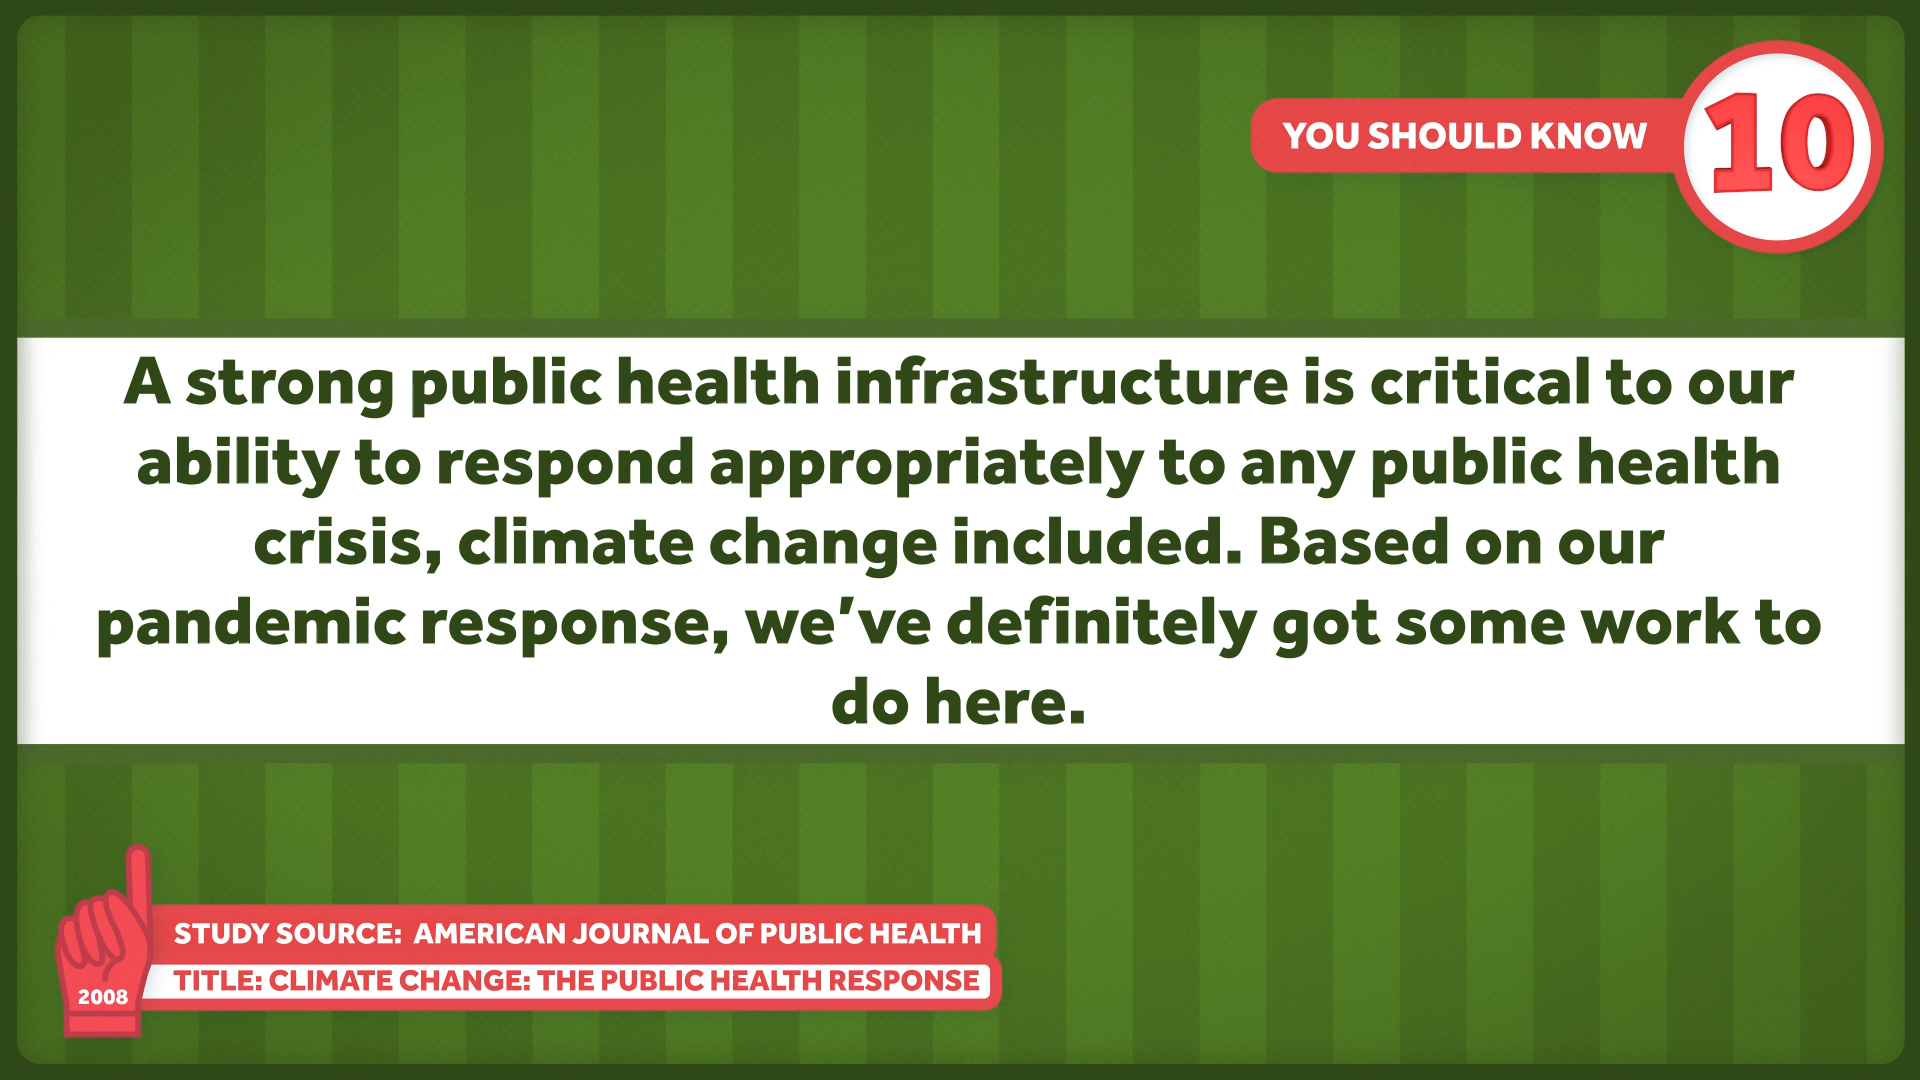 YOU SHOULD KNOW
10
A strong public health infrastructure is critical to our
ability to respond appropriately to any public health
crisis, climate change included. Based on our
pandemic response, we’ve definitely got some work to
do here.
STUDY SOURCE: AMERICAN JOURNAL OF PUBLIC HEALTH
TITLE: CLIMATE CHANGE: THE PUBLIC HEALTH RESPONSE
2008